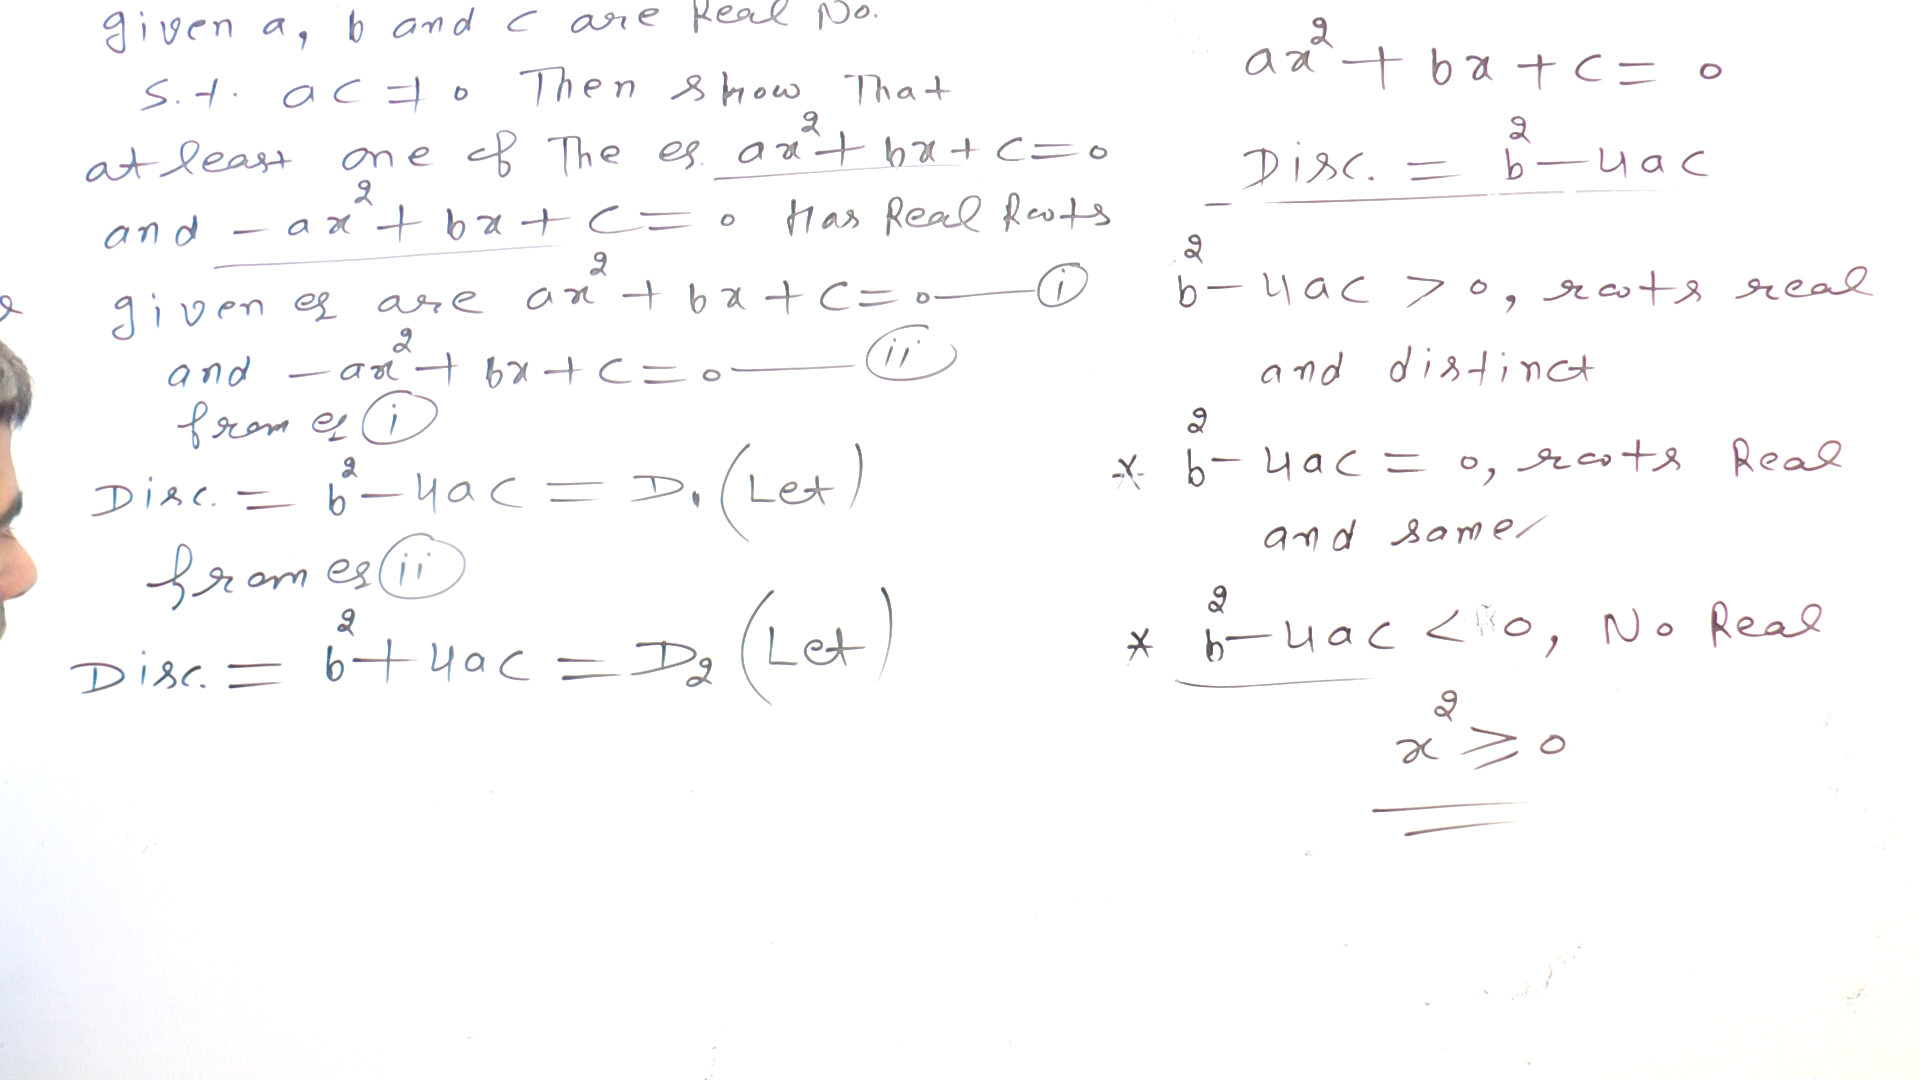 given a, b and c are Real No.
s.t. ac ≠ 0 Then show That
at least one of The eq. ax² + bx + c = 0
and -ax² + bx + c = 0 has Real Roots
given eq are ax² + bx + c = 0 — (i)
and -ax² + bx + c = 0 — (ii)
from eq (i)
Disc. = b² - 4ac = D₁ (Let)
from eq (ii)
Disc. = b² + 4ac = D₂ (Let)
ax² + bx + c = 0
Disc. = b² - 4ac
b² - 4ac > 0, roots real
and distinct
* b² - 4ac = 0, roots Real
and same
* b² - 4ac < 0, No Real
x² ≥ 0